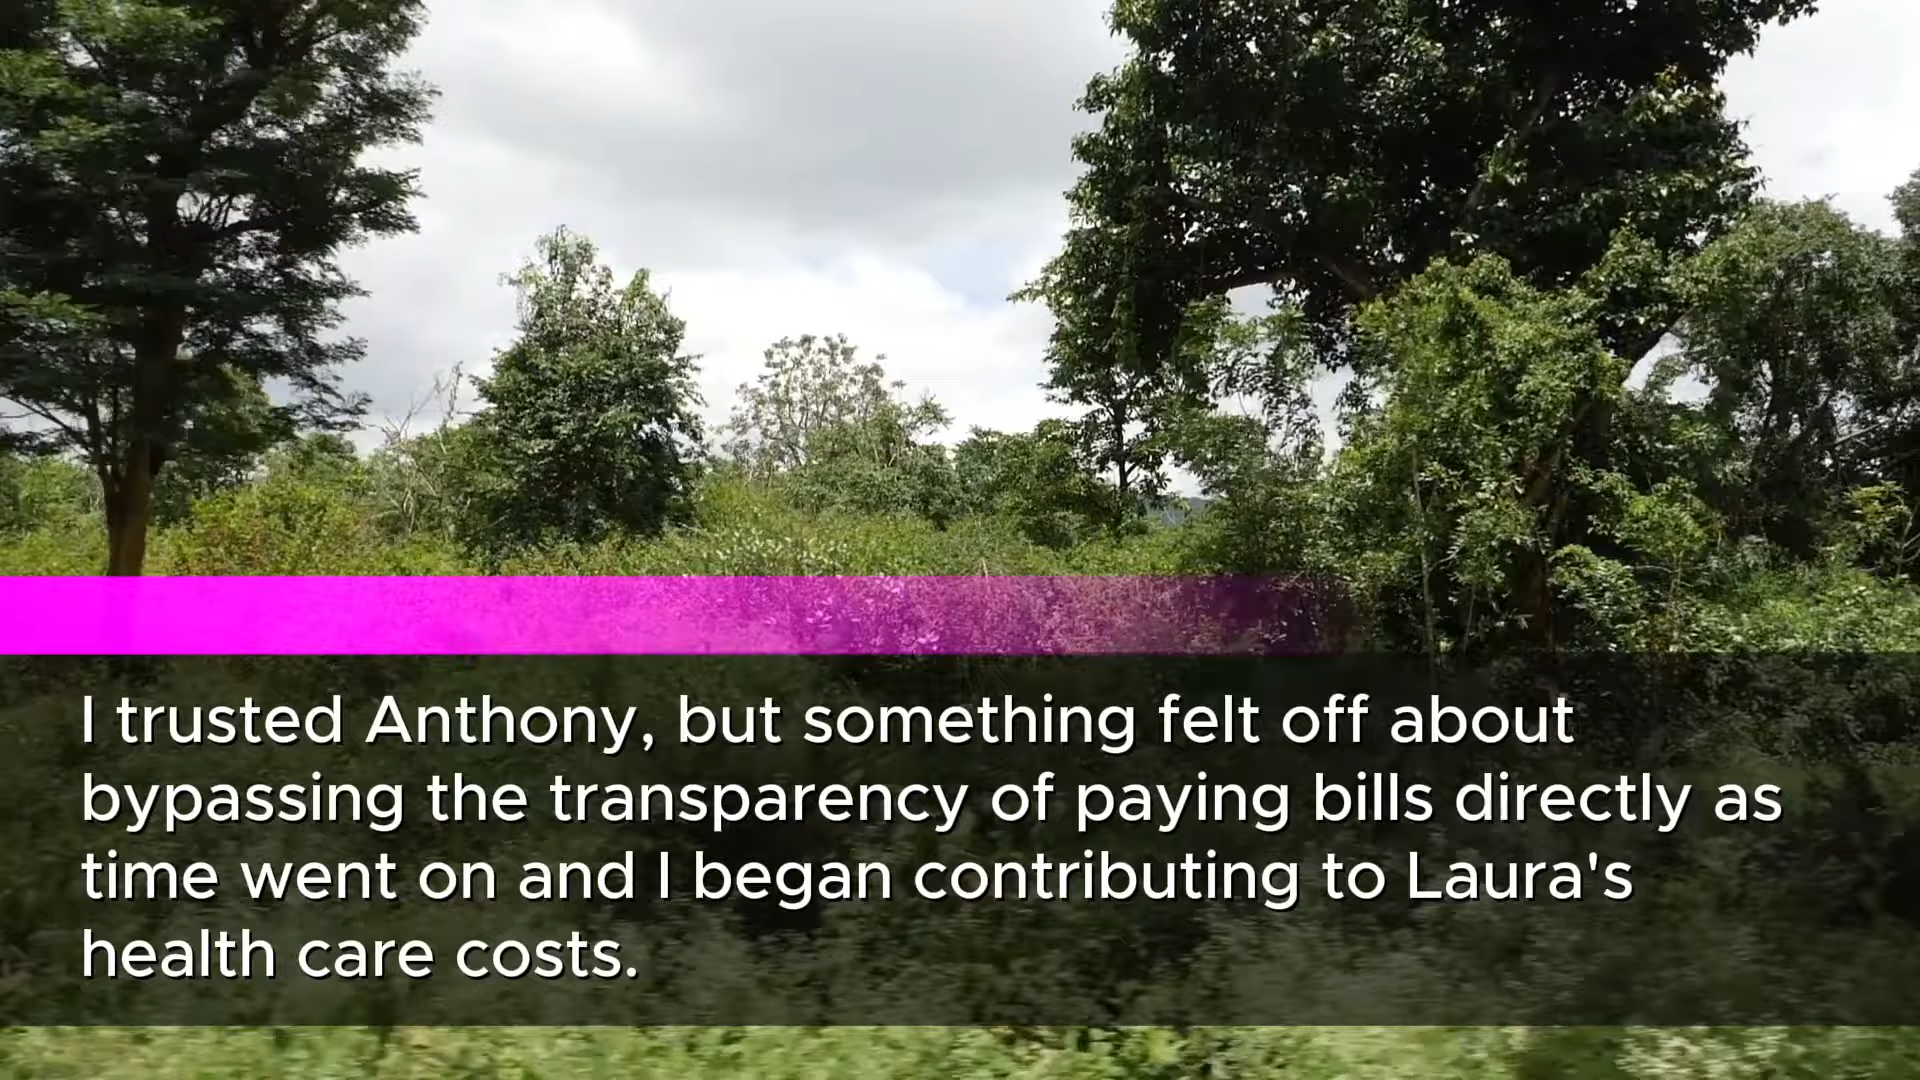 I trusted Anthony, but something felt off about
bypassing the transparency of paying bills directly as
time went on and I began contributing to Laura's
health care costs.